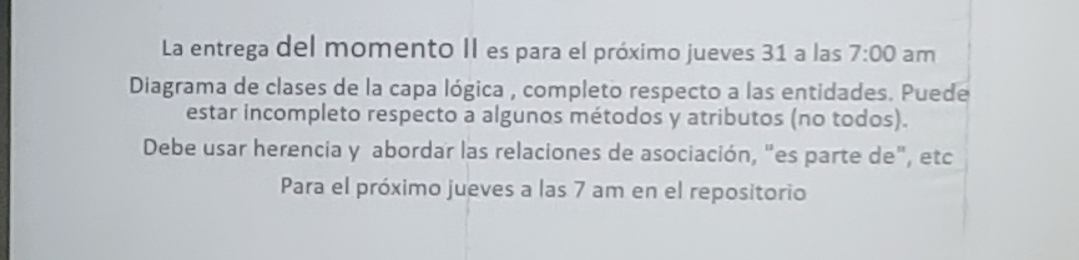 La entrega del momento II es para el próximo jueves 31 a las 7:00 am
Diagrama de clases de la capa lógica , completo respecto a las entidades. Puede
estar incompleto respecto a algunos métodos y atributos (no todos).
Debe usar herencia y abordar las relaciones de asociación, "es parte de", etc
Para el próximo jueves a las 7 am en el repositorio